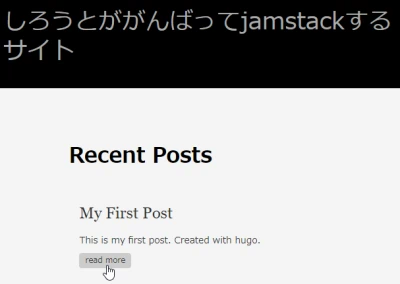 しろうとががんばってjamstackする
サイト
Recent Posts
My First Post
This is my first post. Created with hugo.
read more